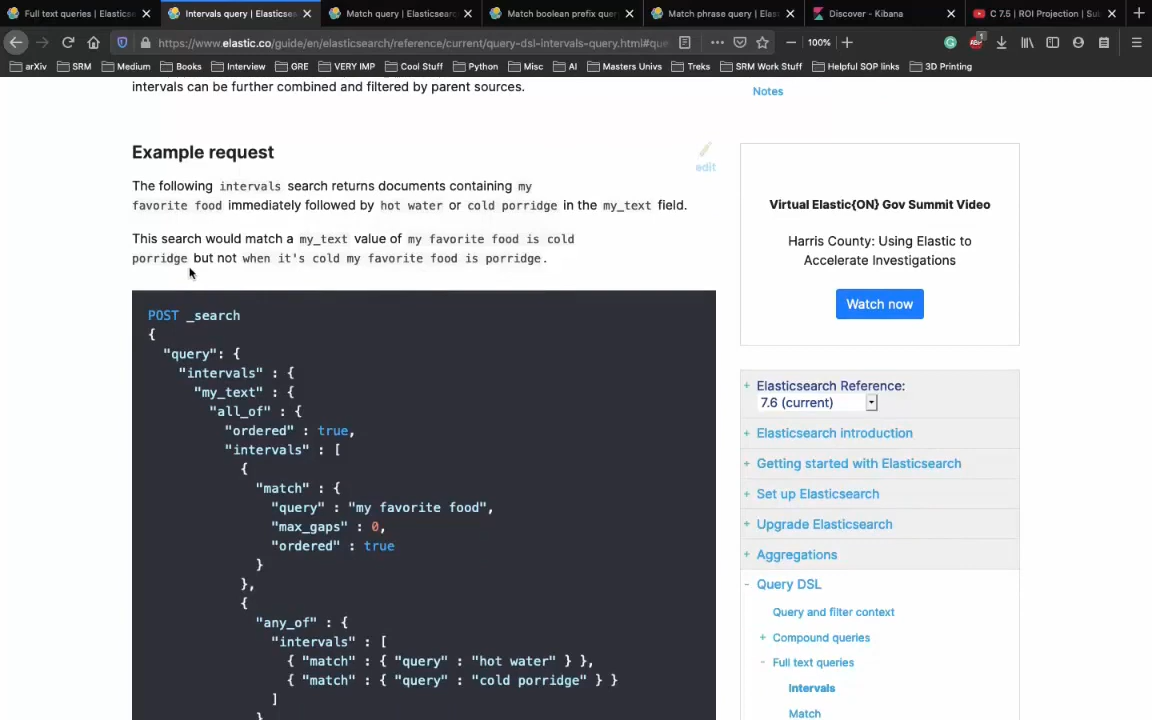 Full text queries | Elasticse
Intervals query | Elasticsea
Match query | Elasticsearc
Match boolean prefix quer
Match phrase query | Elas
Discover - Kibana
C 7.5 | ROI Projection | Su
https://www.elastic.co/guide/en/elasticsearch/reference/current/query-dsl-intervals-query.html#que
100%
1
arXiv
SRM
Medium
Books
Interview
GRE
VERY IMP
Cool Stuff
Python
Misc
AI
Masters Univs
Treks
SRM Work Stuff
Helpful SOP links
3D Printing
intervals can be further combined and filtered by parent sources.
Notes
Example request
edit
The following intervals search returns documents containing my
favorite food immediately followed by hot water or cold porridge in the my_text field.
This search would match a my_text value of my favorite food is cold
porridge but not when it's cold my favorite food is porridge.
POST _search
{
"query": {
"intervals" : {
"my_text" : {
"all_of" : {
"ordered" : true,
"intervals" : [
{
"match" : {
"query" : "my favorite food",
"max_gaps" : 0,
"ordered" : true
}
},
{
"any_of" : {
"intervals" : [
{ "match" : { "query" : "hot water" } },
{ "match" : { "query" : "cold porridge" } }
]
}
Virtual Elastic{ON} Gov Summit Video
Harris County: Using Elastic to
Accelerate Investigations
Watch now
+ Elasticsearch Reference:
7.6 (current)
+ Elasticsearch introduction
+ Getting started with Elasticsearch
+ Set up Elasticsearch
+ Upgrade Elasticsearch
+ Aggregations
- Query DSL
Query and filter context
+ Compound queries
- Full text queries
Intervals
Match